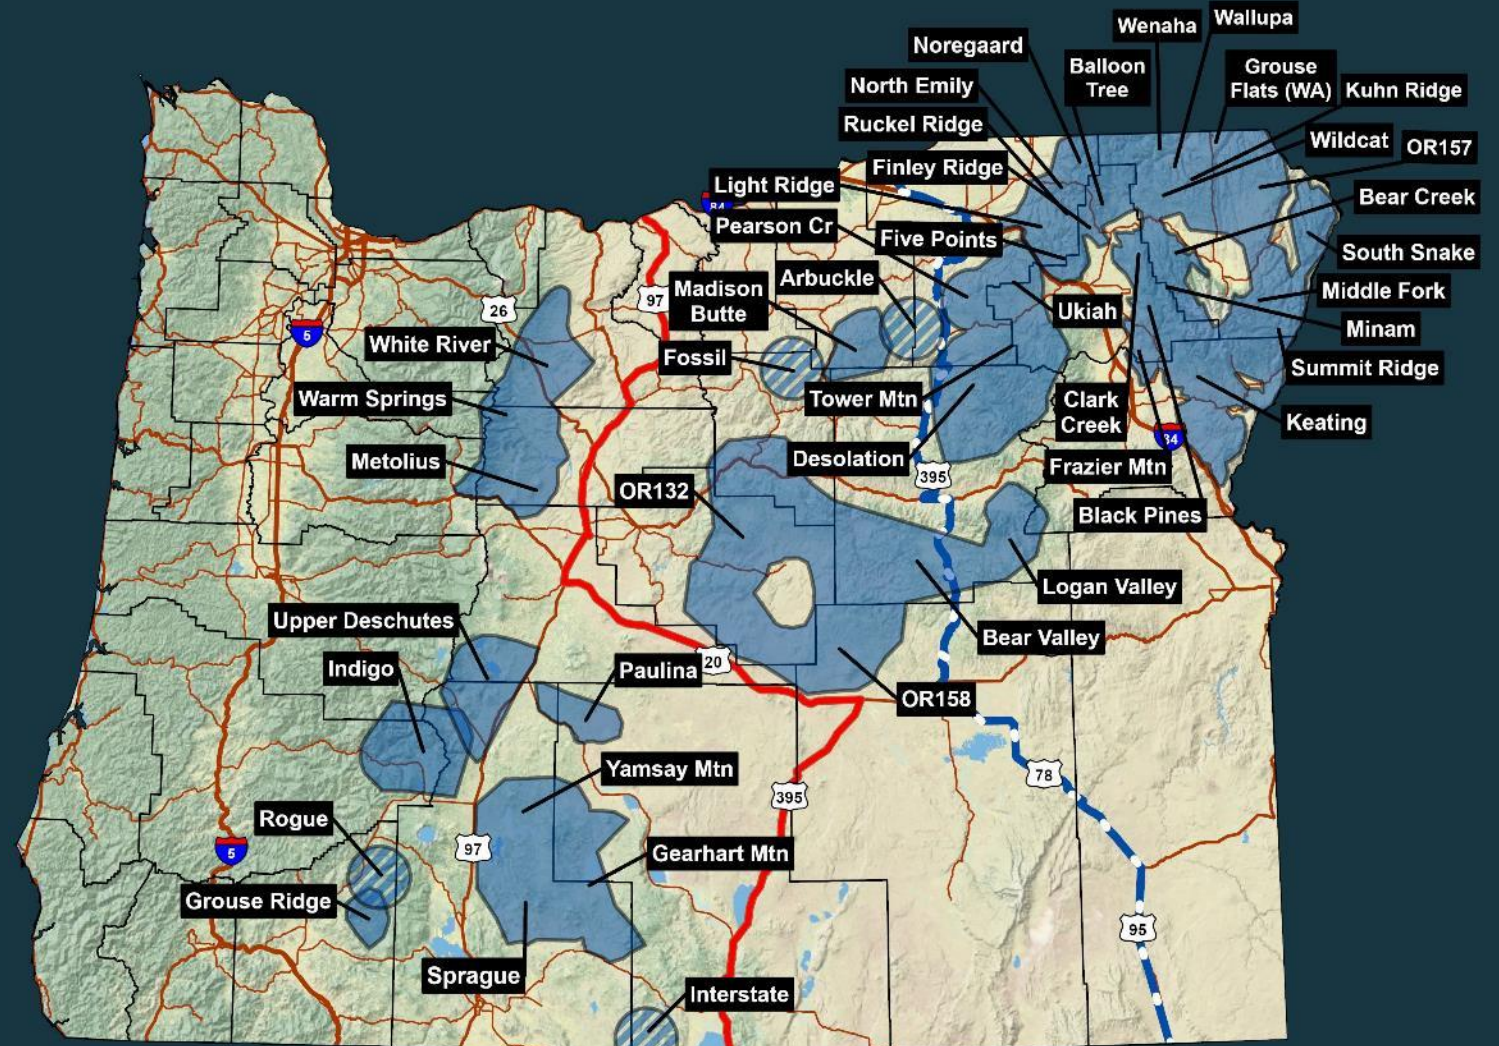 Wenaha
Wallupa
Noregaard
Balloon
Tree
Grouse
Flats (WA)
North Emily
Kuhn Ridge
Ruckel Ridge
Wildcat
OR157
Finley Ridge
Light Ridge
Bear Creek
84
Pearson Cr
Five Points
South Snake
Arbuckle
Madison
Butte
97
26
Middle Fork
Ukiah
Minam
5
White River
Fossil
Summit Ridge
Warm Springs
Tower Mtn
Clark
Creek
Keating
84
Metolius
Desolation
Frazier Mtn
395
OR132
Black Pines
Logan Valley
Upper Deschutes
Bear Valley
Indigo
Paulina
20
OR158
Yamsay Mtn
78
395
Rogue
5
97
Gearhart Mtn
Grouse Ridge
95
Sprague
Interstate